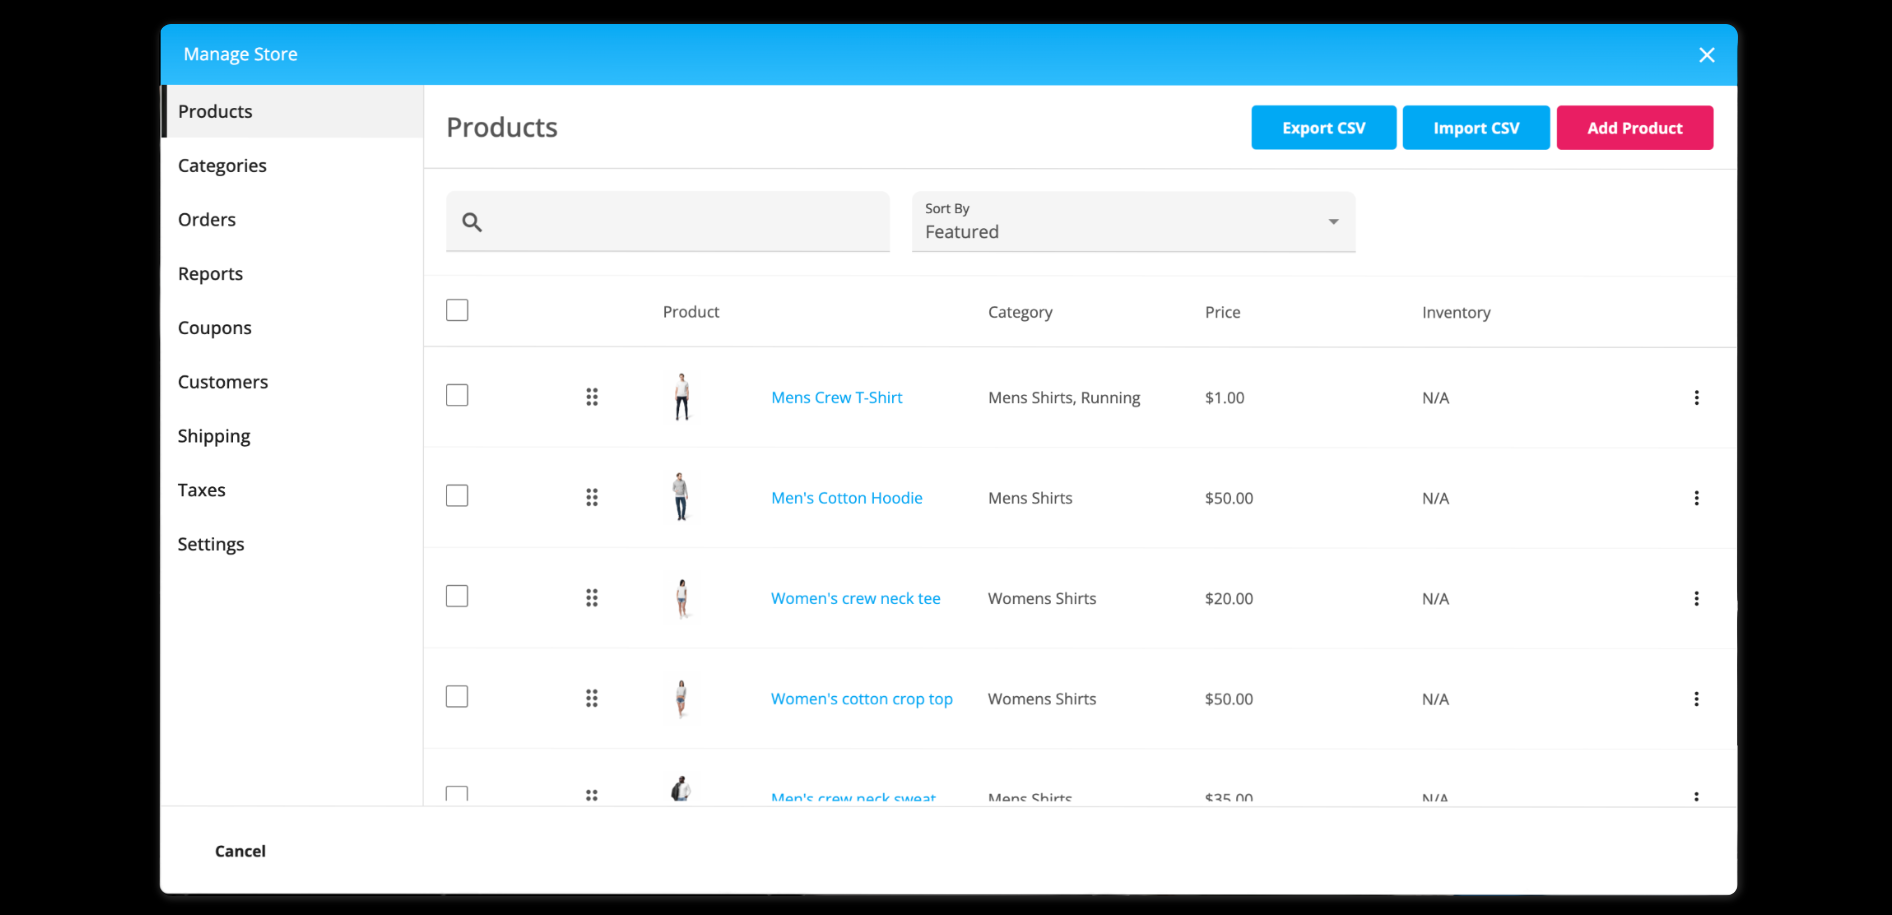 Manage Store
Products
Categories
Orders
Reports
Coupons
Customers
Shipping
Taxes
Settings
Products
Export CSV
Import CSV
Add Product
Sort By
Featured
Product Category Price Inventory
Mens Crew T-Shirt Mens Shirts, Running $1.00 N/A
Men's Cotton Hoodie Mens Shirts $50.00 N/A
Women's crew neck tee Womens Shirts $20.00 N/A
Women's cotton crop top Womens Shirts $50.00 N/A
Men's crew neck sweat Mens Shirts $35.00 N/A
Cancel